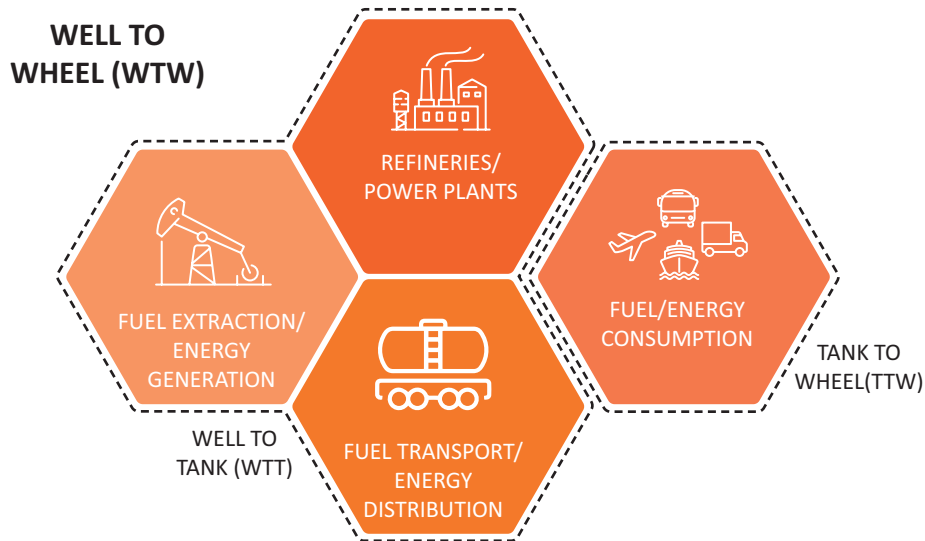 WELL TO
WHEEL (WTW)
REFINERIES/
POWER PLANTS
FUEL EXTRACTION/
ENERGY
GENERATION
FUEL/ENERGY
CONSUMPTION
TANK TO
WHEEL(TTW)
WELL TO
TANK (WTT)
FUEL TRANSPORT/
ENERGY
DISTRIBUTION